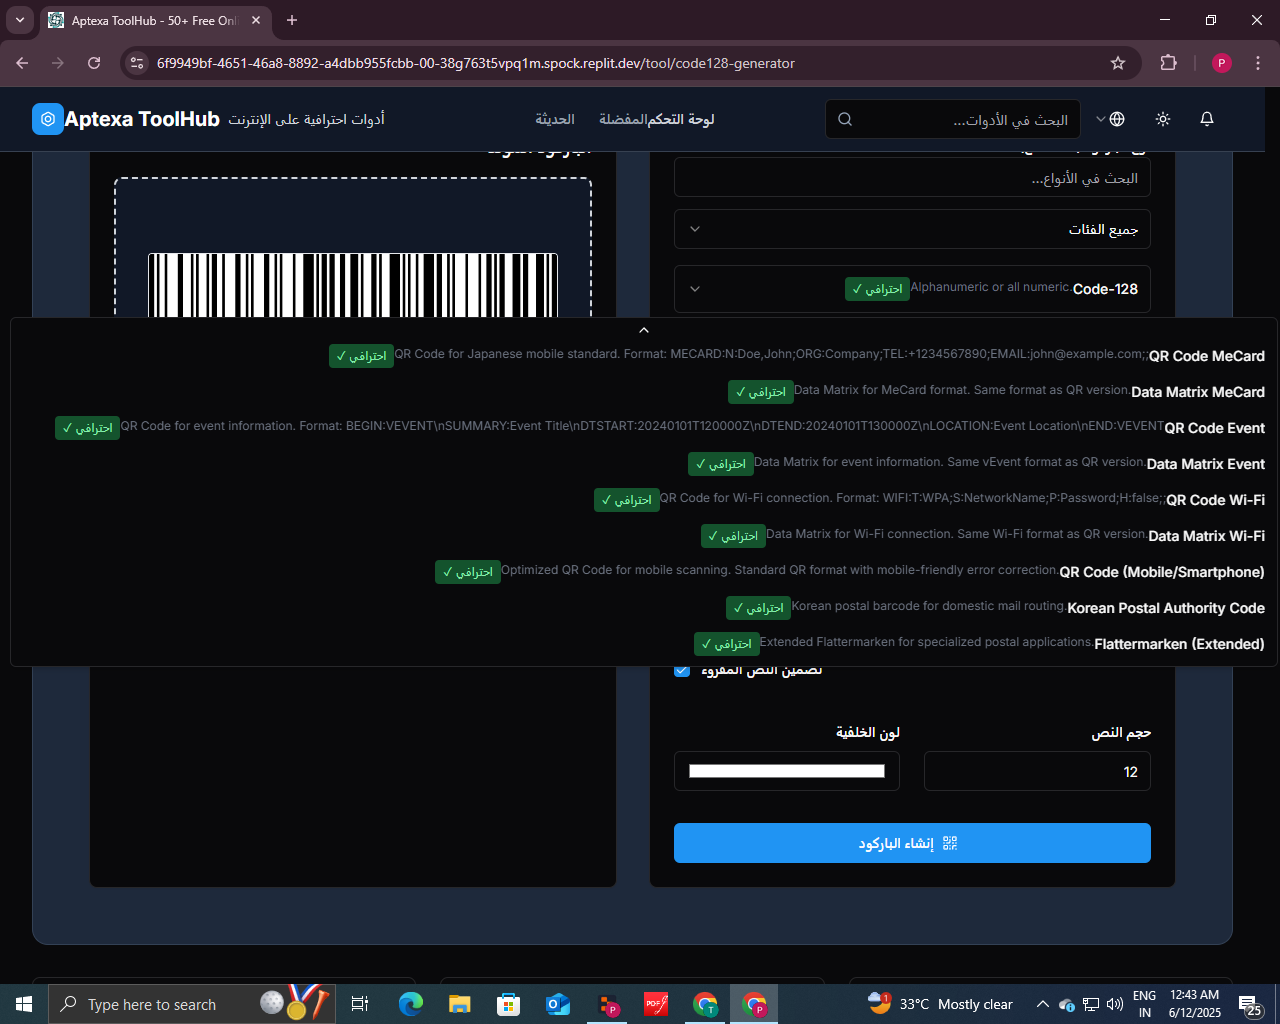 Aptexa ToolHub - 50+ Free Onl
6f9949bf-4651-46a8-8892-a4dbb955fcbb-00-38g763t5vpq1m.spock.replit.dev/tool/code128-generator
P
Aptexa ToolHub
أدوات احترافية على الإنترنت
لوحة التحكم
المفضلة
الحديثة
البحث في الأدوات...
البحث في الأنواع...
جميع الفئات
Code-128 Alphanumeric or all numeric. احترافي ✓
QR Code MeCard QR Code for Japanese mobile standard. Format: MECARD:N:Doe,John;ORG:Company;TEL:+1234567890;EMAIL:john@example.com;; احترافي ✓
Data Matrix MeCard Data Matrix for MeCard format. Same format as QR version. احترافي ✓
QR Code Event QR Code for event information. Format: BEGIN:VEVENT\nSUMMARY:Event Title\nDTSTART:20240101T120000Z\nDTEND:20240101T130000Z\nLOCATION:Event Location\nEND:VEVENT احترافي ✓
Data Matrix Event Data Matrix for event information. Same vEvent format as QR version. احترافي ✓
QR Code Wi-Fi QR Code for Wi-Fi connection. Format: WIFI:T:WPA;S:NetworkName;P:Password;H:false;; احترافي ✓
Data Matrix Wi-Fi Data Matrix for Wi-Fi connection. Same Wi-Fi format as QR version. احترافي ✓
QR Code (Mobile/Smartphone) Optimized QR Code for mobile scanning. Standard QR format with mobile-friendly error correction. احترافي ✓
Korean Postal Authority Code Korean postal barcode for domestic mail routing. احترافي ✓
Flattermarken (Extended) Extended Flattermarken for specialized postal applications. احترافي ✓
تضمين النص المقروء
حجم النص
لون الخلفية
12
إنشاء الباركود
Type here to search
33°C Mostly clear
ENG
IN
12:43 AM
6/12/2025
25